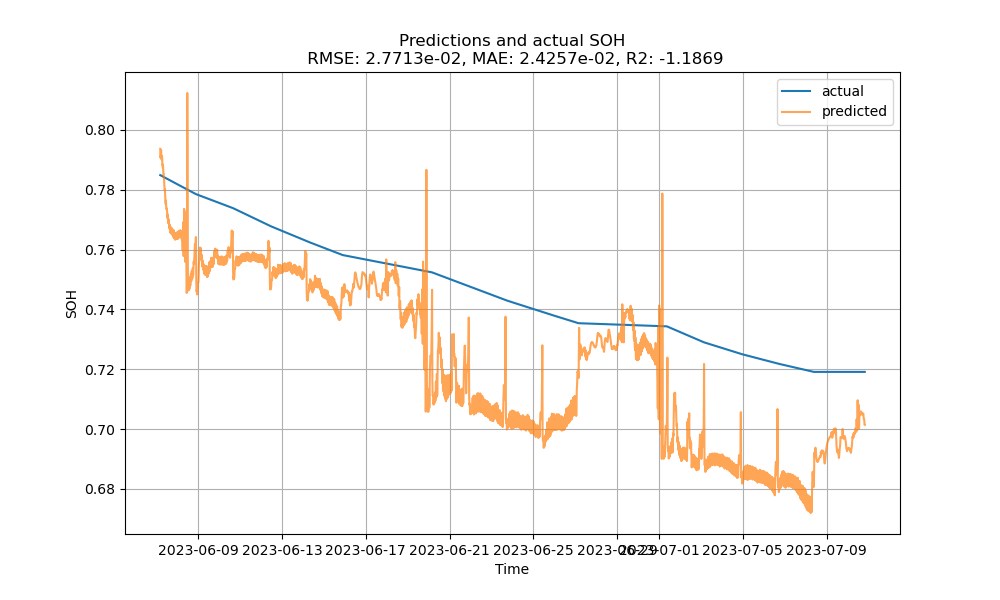 Predictions and actual SOH
RMSE: 2.7713e-02, MAE: 2.4257e-02, R2: -1.1869
actual
predicted
0.80
0.78
0.76
0.74
0.72
0.70
0.68
SOH
2023-06-09 2023-06-13 2023-06-17 2023-06-21 2023-06-25 2023-06-29 2023-07-01 2023-07-05 2023-07-09
Time